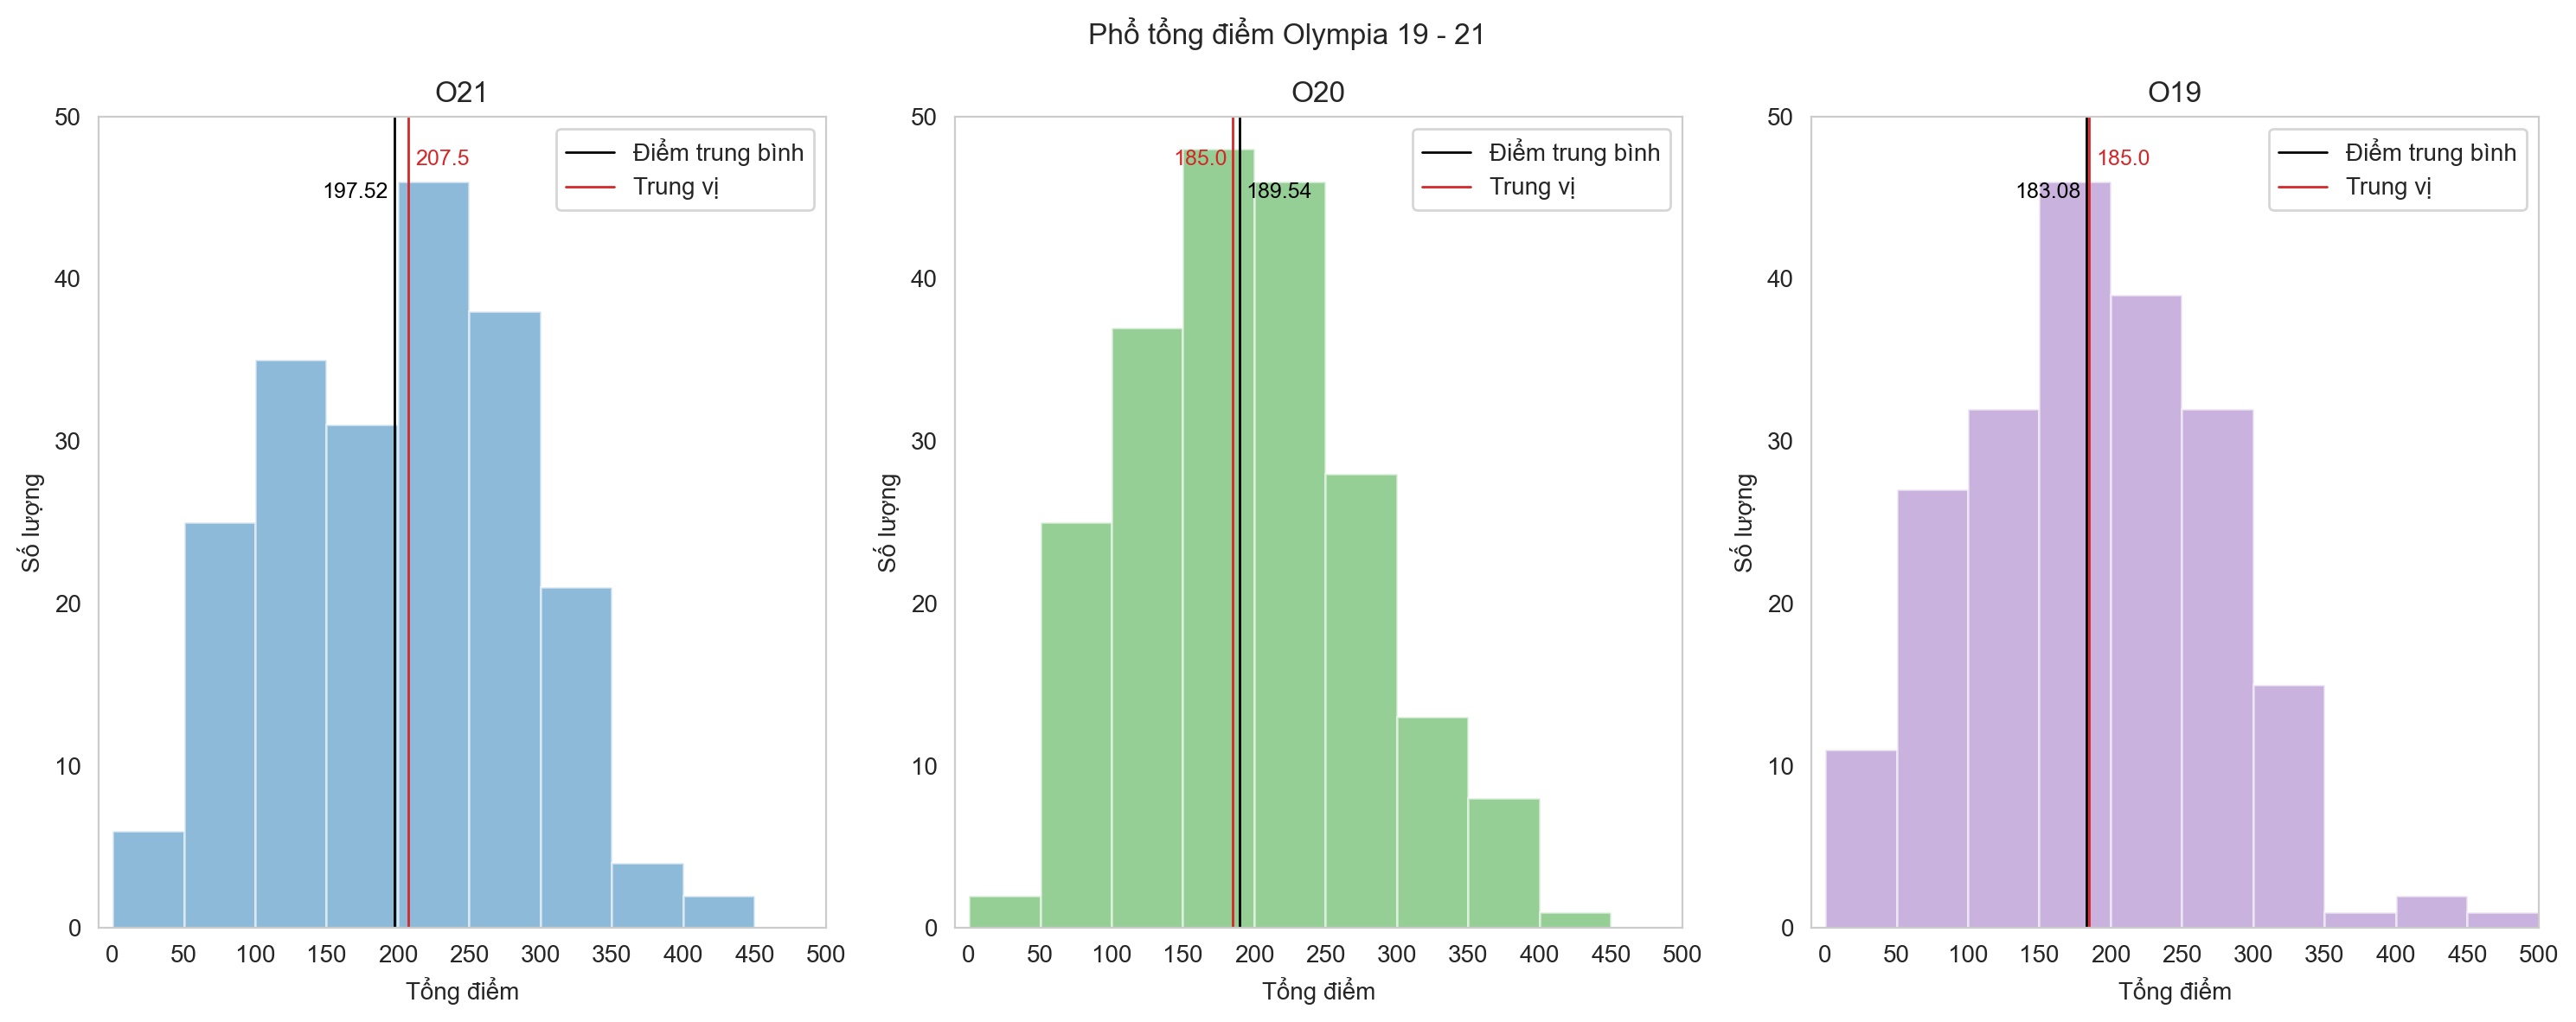 Phổ tổng điểm Olympia 19 - 21
O21
50
40
30
20
10
0
Số lượng
207.5
197.52
Điểm trung bình
Trung vị
0 50 100 150 200 250 300 350 400 450 500
Tổng điểm
O20
50
40
30
20
10
0
Số lượng
185.0
189.54
Điểm trung bình
Trung vị
0 50 100 150 200 250 300 350 400 450 500
Tổng điểm
O19
50
40
30
20
10
0
Số lượng
185.0
183.08
Điểm trung bình
Trung vị
0 50 100 150 200 250 300 350 400 450 500
Tổng điểm